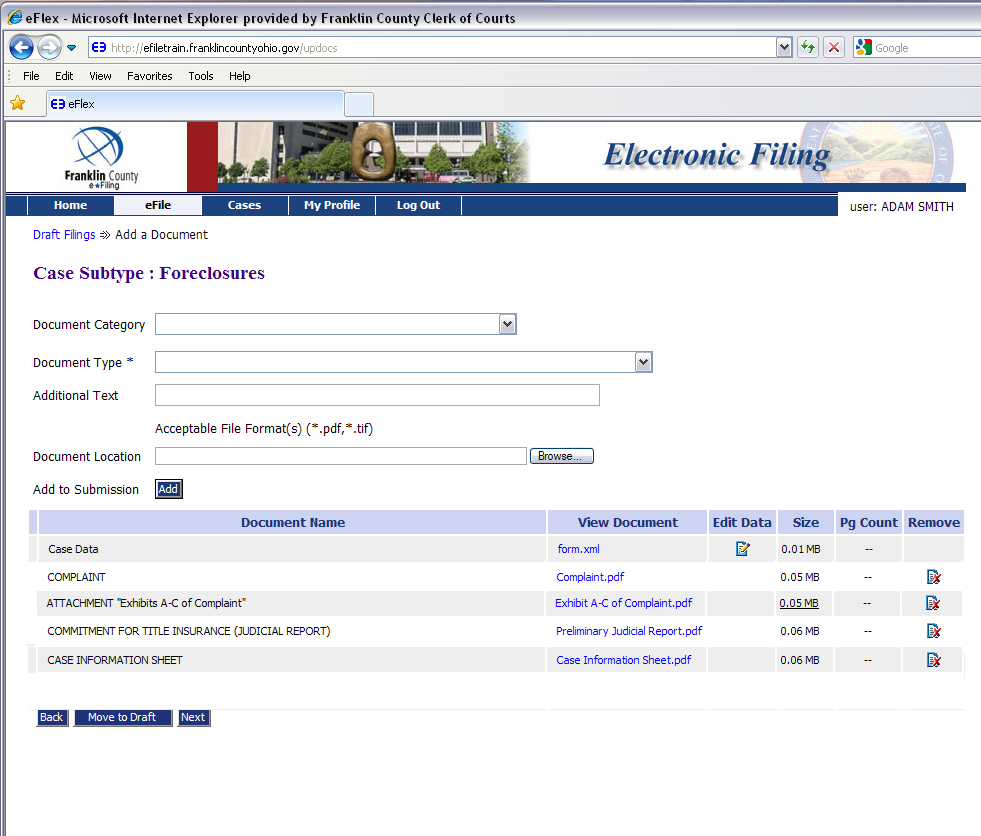 eFlex - Microsoft Internet Explorer provided by Franklin County Clerk of Courts
http://efiletrain.franklincountyohio.gov/updocs
Google
File Edit View Favorites Tools Help
eFlex
Franklin County
e★Filing
Electronic Filing
Home eFile Cases My Profile Log Out
user: ADAM SMITH
Draft Filings ⇨ Add a Document
Case Subtype : Foreclosures
Document Category
Document Type *
Additional Text
Acceptable File Format(s) (*.pdf,*.tif)
Document Location Browse...
Add to Submission Add
Document Name View Document Edit Data Size Pg Count Remove
Case Data form.xml 0.01 MB --
COMPLAINT Complaint.pdf 0.05 MB --
ATTACHMENT "Exhibits A-C of Complaint" Exhibit A-C of Complaint.pdf 0.05 MB --
COMMITMENT FOR TITLE INSURANCE (JUDICIAL REPORT) Preliminary Judicial Report.pdf 0.06 MB --
CASE INFORMATION SHEET Case Information Sheet.pdf 0.06 MB --
Back Move to Draft Next